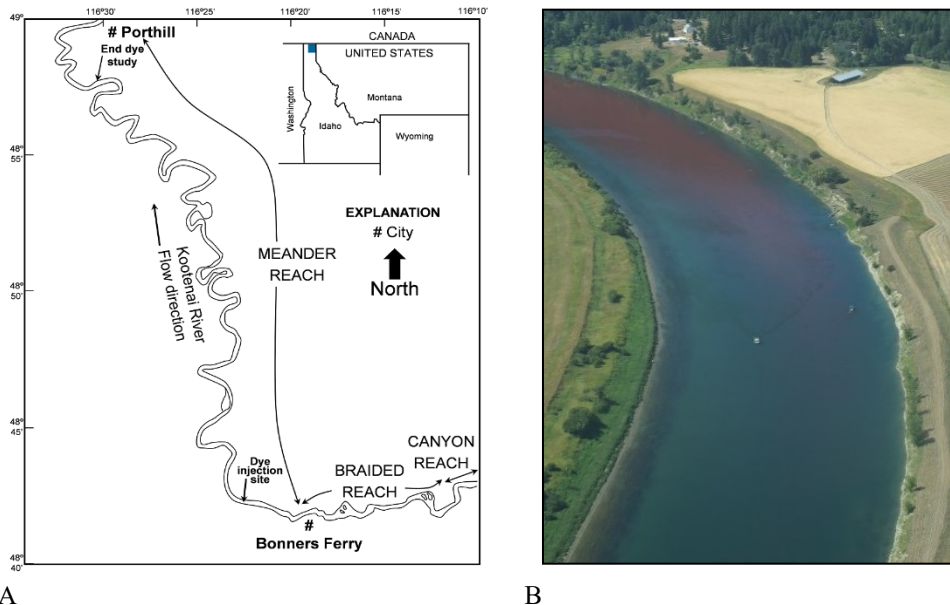 116°30' 116°25' 116°20' 116°15' 116°10'
49°
# Porthill
End dye
study
CANADA
UNITED STATES
Washington
Idaho
Montana
Wyoming
48°
55'
EXPLANATION
# City
North
MEANDER
REACH
Kootenai River
Flow direction
48°
50'
48°
45'
CANYON
REACH
BRAIDED
REACH
Dye
injection
site
#
Bonners Ferry
48°
40'
A
B